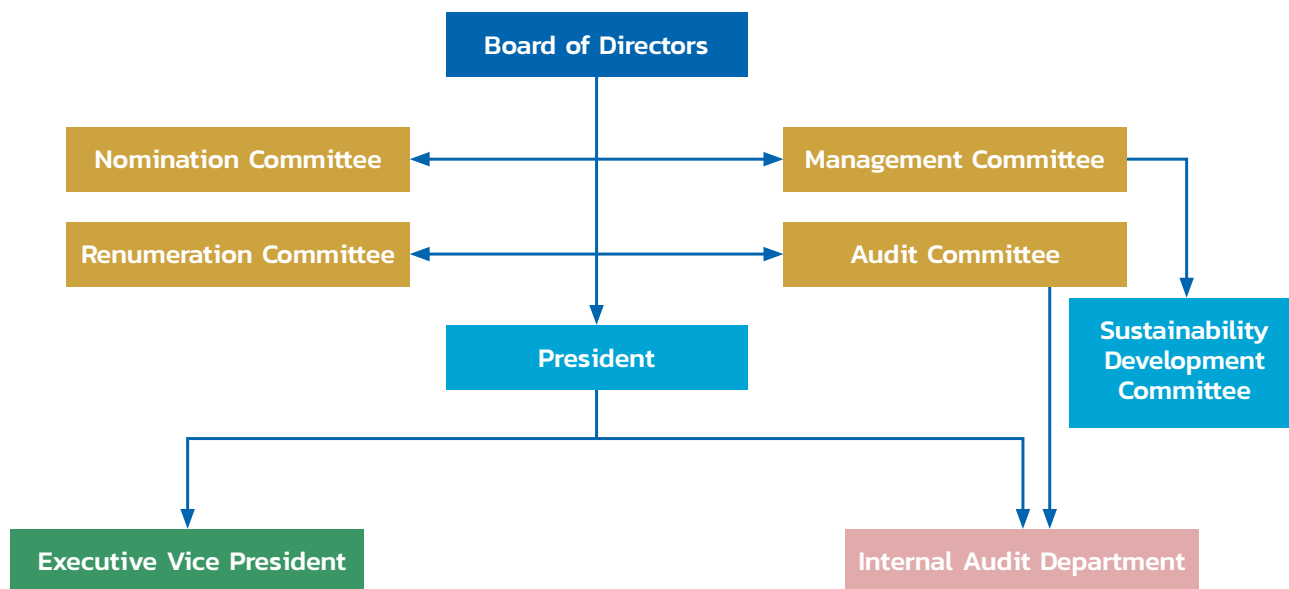 Board of Directors
Nomination Committee
Management Committee
Renumeration Committee
Audit Committee
Sustainability
Development
Committee
President
Executive Vice President
Internal Audit Department